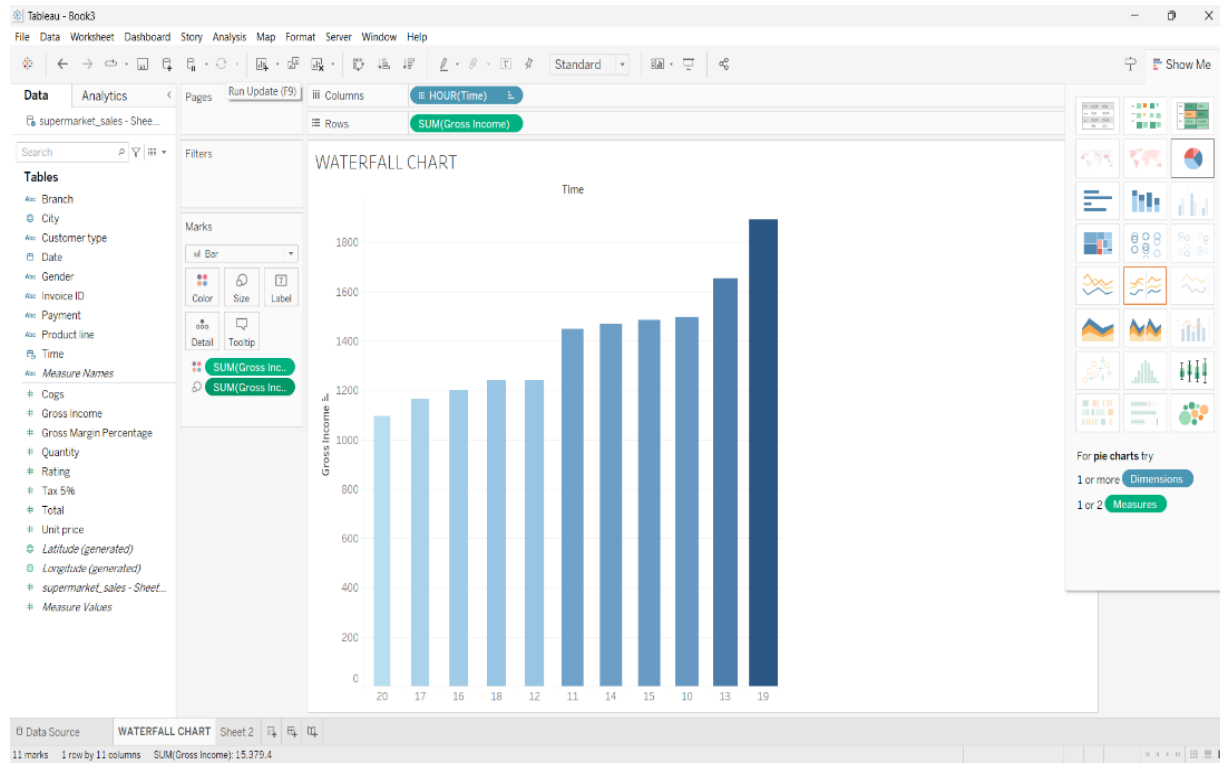 Tableau - Book3
File Data Worksheet Dashboard Story Analysis Map Format Server Window Help
Standard
Show Me
Data Analytics
Pages
Run Update (F9)
Columns
HOUR(Time)
supermarket_sales - Shee...
Rows
SUM(Gross Income)
Search
Filters
Tables
Abc Branch
City
Abc Customer type
Date
Abc Gender
Abc Invoice ID
Abc Payment
Abc Product line
Time
Abc Measure Names
# Cogs
# Gross Income
# Gross Margin Percentage
# Quantity
# Rating
# Tax 5%
# Total
# Unit price
Latitude (generated)
Longitude (generated)
# supermarket_sales - Sheet...
# Measure Values
Marks
Bar
Color Size Label
Detail Tooltip
SUM(Gross Inc..
SUM(Gross Inc..
WATERFALL CHART
Time
Gross Income
1800
1600
1400
1200
1000
800
600
400
200
0
20 17 16 18 12 11 14 15 10 13 19
For pie charts try
1 or more Dimensions
1 or 2 Measures
Data Source WATERFALL CHART Sheet 2
11 marks 1 row by 11 columns SUM(Gross Income): 15,379.4